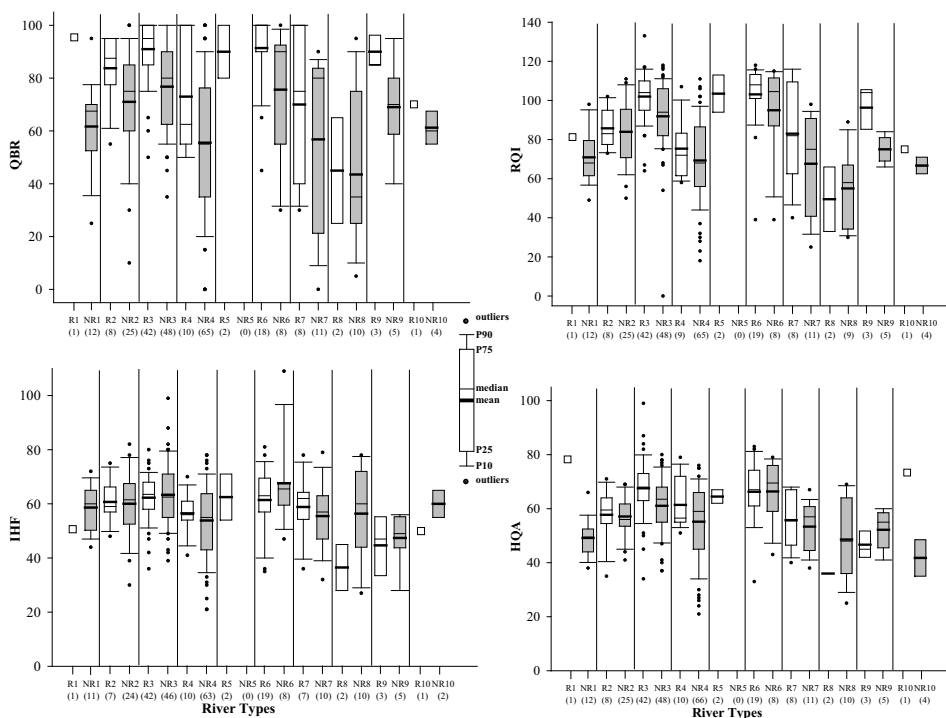 QBR
100
80
60
40
20
0
R1 NR1 R2 NR2 R3 NR3 R4 NR4 R5 NR5 R6 NR6 R7 NR7 R8 NR8 R9 NR9 R10 NR10
(1) (12) (8) (25) (42) (48) (10) (65) (2) (0) (18) (8) (8) (11) (2) (10) (3) (5) (1) (4)
RQI
140
120
100
80
60
40
20
0
R1 NR1 R2 NR2 R3 NR3 R4 NR4 R5 NR5 R6 NR6 R7 NR7 R8 NR8 R9 NR9 R10 NR10
(1) (12) (8) (25) (42) (48) (9) (65) (2) (0) (19) (8) (8) (11) (2) (9) (3) (5) (1) (4)
outliers
P90
P75
median
mean
P25
P10
outliers
IHF
100
80
60
40
20
0
R1 NR1 R2 NR2 R3 NR3 R4 NR4 R5 NR5 R6 NR6 R7 NR7 R8 NR8 R9 NR9 R10 NR10
(1) (11) (7) (24) (42) (46) (10) (63) (2) (0) (19) (8) (7) (10) (2) (10) (3) (5) (1) (2)
River Types
HQA
100
80
60
40
20
0
R1 NR1 R2 NR2 R3 NR3 R4 NR4 R5 NR5 R6 NR6 R7 NR7 R8 NR8 R9 NR9 R10 NR10
(1) (12) (8) (25) (42) (48) (10) (66) (2) (0) (19) (8) (8) (11) (2) (10) (3) (5) (1) (4)
River Types